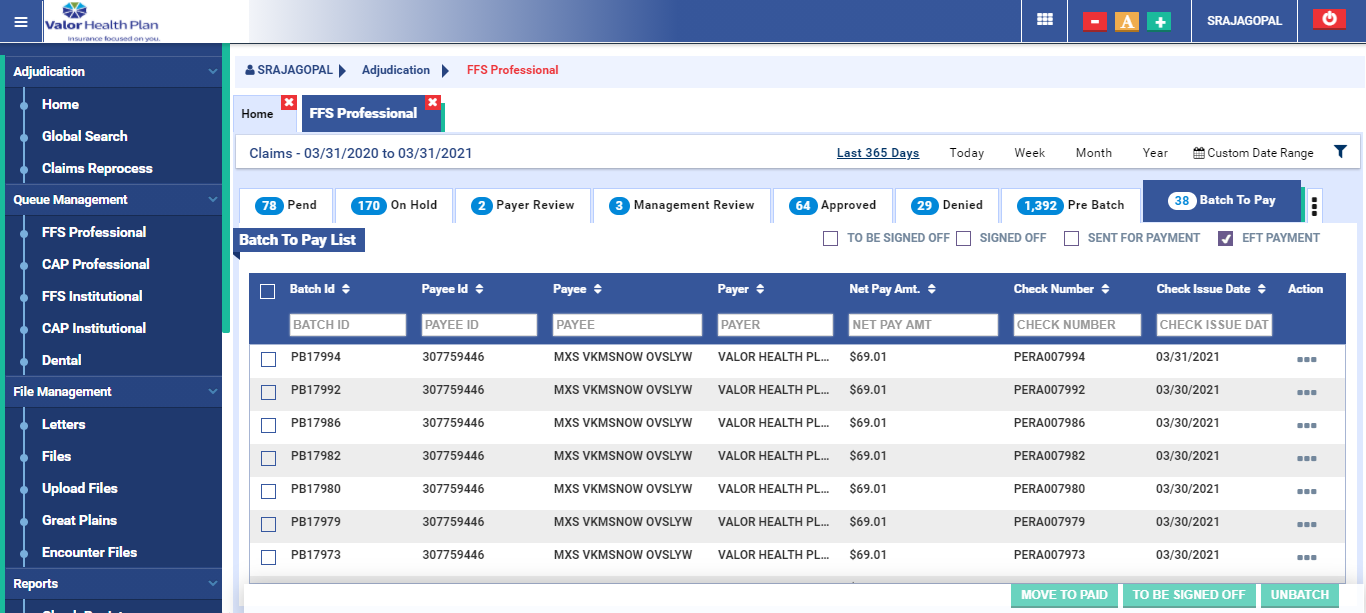 Valor Health Plan
Insurance focused on you.
A
SRAJAGOPAL
Adjudication
Home
Global Search
Claims Reprocess
Queue Management
FFS Professional
CAP Professional
FFS Institutional
CAP Institutional
Dental
File Management
Letters
Files
Upload Files
Great Plains
Encounter Files
Reports
SRAJAGOPAL Adjudication FFS Professional
Home FFS Professional
Claims - 03/31/2020 to 03/31/2021 Last 365 Days Today Week Month Year Custom Date Range
78 Pend 170 On Hold 2 Payer Review 3 Management Review 64 Approved 29 Denied 1,392 Pre Batch 38 Batch To Pay
Batch To Pay List TO BE SIGNED OFF SIGNED OFF SENT FOR PAYMENT EFT PAYMENT
Batch Id Payee Id Payee Payer Net Pay Amt. Check Number Check Issue Date Action
BATCH ID PAYEE ID PAYEE PAYER NET PAY AMT CHECK NUMBER CHECK ISSUE DAT
PB17994 307759446 MXS VKMSNOW OVSLYW VALOR HEALTH PL... $69.01 PERA007994 03/31/2021
PB17992 307759446 MXS VKMSNOW OVSLYW VALOR HEALTH PL... $69.01 PERA007992 03/30/2021
PB17986 307759446 MXS VKMSNOW OVSLYW VALOR HEALTH PL... $69.01 PERA007986 03/30/2021
PB17982 307759446 MXS VKMSNOW OVSLYW VALOR HEALTH PL... $69.01 PERA007982 03/30/2021
PB17980 307759446 MXS VKMSNOW OVSLYW VALOR HEALTH PL... $69.01 PERA007980 03/30/2021
PB17979 307759446 MXS VKMSNOW OVSLYW VALOR HEALTH PL... $69.01 PERA007979 03/30/2021
PB17973 307759446 MXS VKMSNOW OVSLYW VALOR HEALTH PL... $69.01 PERA007973 03/30/2021
MOVE TO PAID TO BE SIGNED OFF UNBATCH